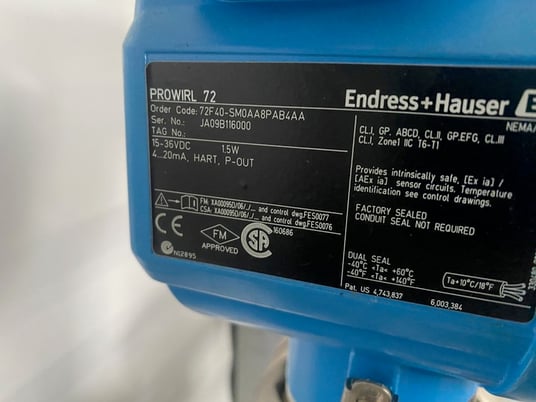 PROWIRL 72
Endress+Hauser
Order Code: 72F40-SM0AA8PAB4AA
Ser. No.: JA09B116000
TAG No.:
15-36VDC 1.5W
4...20mA, HART, P-OUT
NEMA/
CL.I, GP. ABCD, CL.II, GP.EFG, CL.III
CL.I, Zone1 IIC T6-T1
Provides intrinsically safe, [Ex ia] /
[AEx ia] sensor circuits. Temperature
identification see control drawings.
FACTORY SEALED
CONDUIT SEAL NOT REQUIRED
FM: XA00095D/06/../.. and control dwg.FES0077
CSA: XA00095D/06/../.. and control dwg.FES0076
CE
FM
APPROVED
SA
160686
N12895
DUAL SEAL
-40°C <Ta< +60°C
-40°F <Ta< +140°F
Ta+10°C/18°F
Pat. US 4,743,837 6,003,384